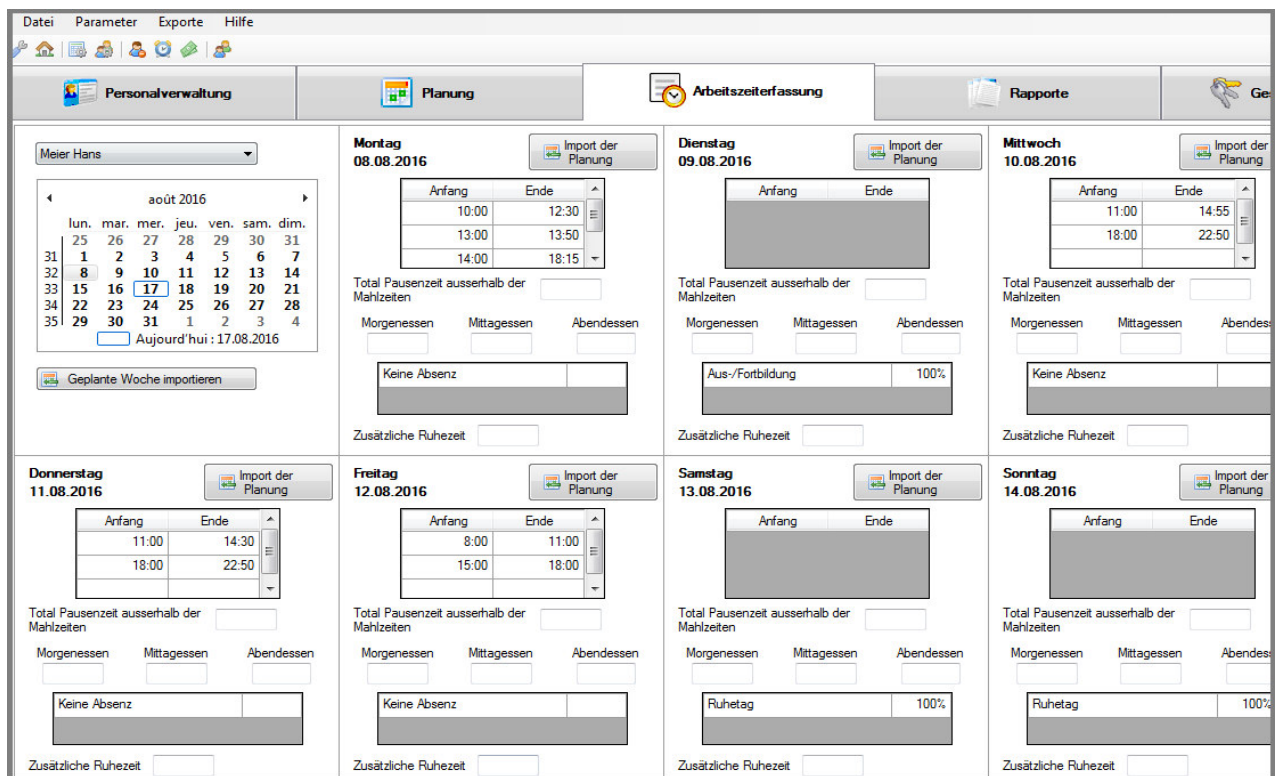 Datei Parameter Exporte Hilfe
Personalverwaltung Planung Arbeitszeiterfassung Rapporte Ge
Meier Hans
août 2016
lun. mar. mer. jeu. ven. sam. dim.
25 26 27 28 29 30 31
31 1 2 3 4 5 6 7
32 8 9 10 11 12 13 14
33 15 16 17 18 19 20 21
34 22 23 24 25 26 27 28
35 29 30 31 1 2 3 4
Aujourd'hui : 17.08.2016
Geplante Woche importieren
Montag
08.08.2016
Import der
Planung
Anfang Ende
10:00 12:30
13:00 13:50
14:00 18:15
Total Pausenzeit ausserhalb der
Mahlzeiten
Morgenessen Mittagessen Abendessen
Keine Absenz
Zusätzliche Ruhezeit
Dienstag
09.08.2016
Import der
Planung
Anfang Ende
Total Pausenzeit ausserhalb der
Mahlzeiten
Morgenessen Mittagessen Abendessen
Aus-/Fortbildung 100%
Zusätzliche Ruhezeit
Mittwoch
10.08.2016
Import der
Planung
Anfang Ende
11:00 14:55
18:00 22:50
Total Pausenzeit ausserhalb der
Mahlzeiten
Morgenessen Mittagessen Abendes
Keine Absenz
Zusätzliche Ruhezeit
Donnerstag
11.08.2016
Import der
Planung
Anfang Ende
11:00 14:30
18:00 22:50
Total Pausenzeit ausserhalb der
Mahlzeiten
Morgenessen Mittagessen Abendessen
Keine Absenz
Zusätzliche Ruhezeit
Freitag
12.08.2016
Import der
Planung
Anfang Ende
8:00 11:00
15:00 18:00
Total Pausenzeit ausserhalb der
Mahlzeiten
Morgenessen Mittagessen Abendessen
Keine Absenz
Zusätzliche Ruhezeit
Samstag
13.08.2016
Import der
Planung
Anfang Ende
Total Pausenzeit ausserhalb der
Mahlzeiten
Morgenessen Mittagessen Abendessen
Ruhetag 100%
Zusätzliche Ruhezeit
Sonntag
14.08.2016
Import der
Planung
Anfang Ende
Total Pausenzeit ausserhalb der
Mahlzeiten
Morgenessen Mittagessen Abendes
Ruhetag 100%
Zusätzliche Ruhezeit